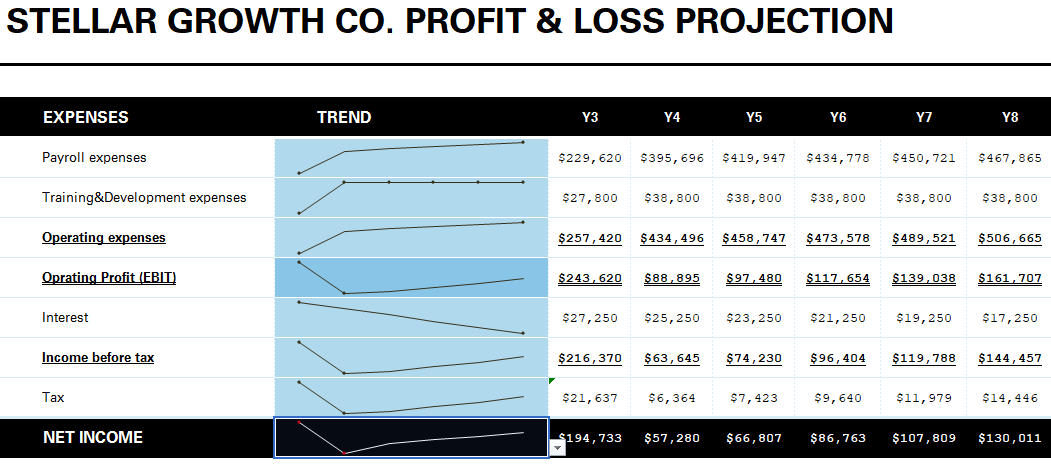 STELLAR GROWTH CO. PROFIT & LOSS PROJECTION
EXPENSES TREND Y3 Y4 Y5 Y6 Y7 Y8
Payroll expenses $229,620 $395,696 $419,947 $434,778 $450,721 $467,865
Training&Development expenses $27,800 $38,800 $38,800 $38,800 $38,800 $38,800
Operating expenses $257,420 $434,496 $458,747 $473,578 $489,521 $506,665
Oprating Profit (EBIT) $243,620 $88,895 $97,480 $117,654 $139,038 $161,707
Interest $27,250 $25,250 $23,250 $21,250 $19,250 $17,250
Income before tax $216,370 $63,645 $74,230 $96,404 $119,788 $144,457
Tax $21,637 $6,364 $7,423 $9,640 $11,979 $14,446
NET INCOME $194,733 $57,280 $66,807 $86,763 $107,809 $130,011